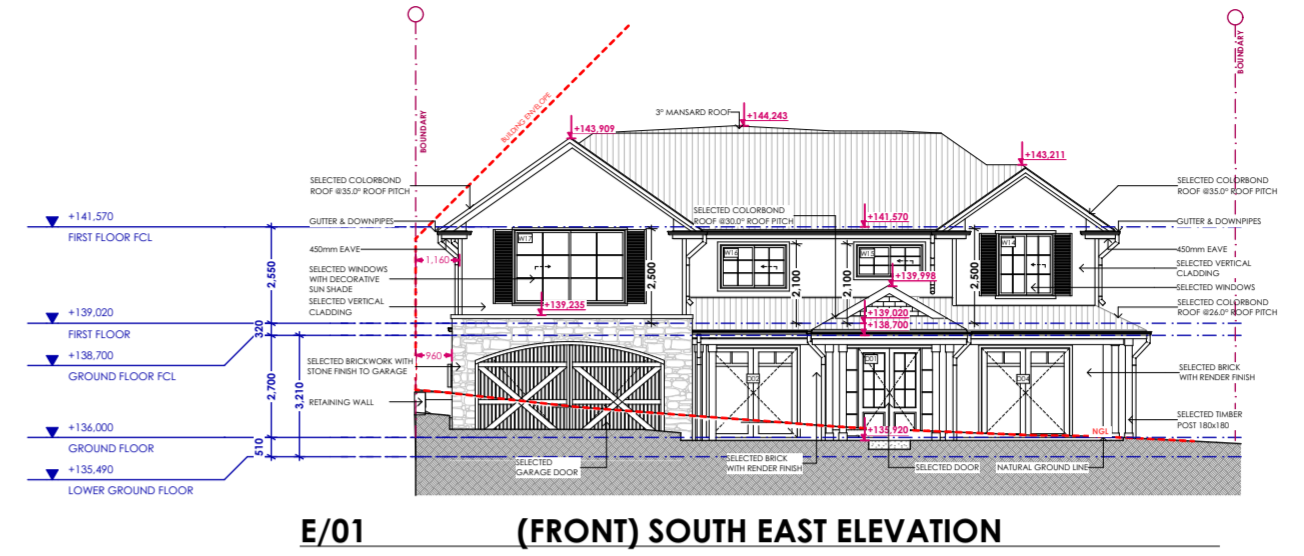 BOUNDARY
BOUNDARY
BUILDING ENVELOPE
3° MANSARD ROOF
+144,243
+143,909
+143,211
SELECTED COLORBOND
ROOF @35.0° ROOF PITCH
SELECTED COLORBOND
ROOF @35.0° ROOF PITCH
SELECTED COLORBOND
ROOF @30.0° ROOF PITCH
+141,570
FIRST FLOOR FCL
GUTTER & DOWNPIPES
+141,570
GUTTER & DOWNPIPES
450mm EAVE
1,160
W17
W16
W15
W14
450mm EAVE
SELECTED VERTICAL
CLADDING
SELECTED WINDOWS
WITH DECORATIVE
SUN SHADE
SELECTED VERTICAL
CLADDING
2,550
2,500
2,100
2,100
2,500
+139,998
SELECTED WINDOWS
SELECTED COLORBOND
ROOF @26.0° ROOF PITCH
+139,235
+139,020
FIRST FLOOR
320
+139,020
+138,700
+138,700
GROUND FLOOR FCL
960
SELECTED BRICKWORK WITH
STONE FINISH TO GARAGE
D02
D01
D04
SELECTED BRICK
WITH RENDER FINISH
2,700
3,210
RETAINING WALL
SELECTED TIMBER
POST 180x180
+136,000
GROUND FLOOR
+135,920
NGL
510
+135,490
LOWER GROUND FLOOR
SELECTED
GARAGE DOOR
SELECTED BRICK
WITH RENDER FINISH
SELECTED DOOR
NATURAL GROUND LINE
E/01 (FRONT) SOUTH EAST ELEVATION